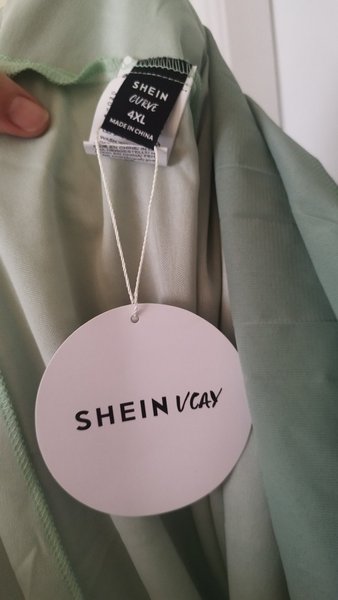 SHEIN
CURVE
4XL
MADE IN CHINA
SHEIN VCAY